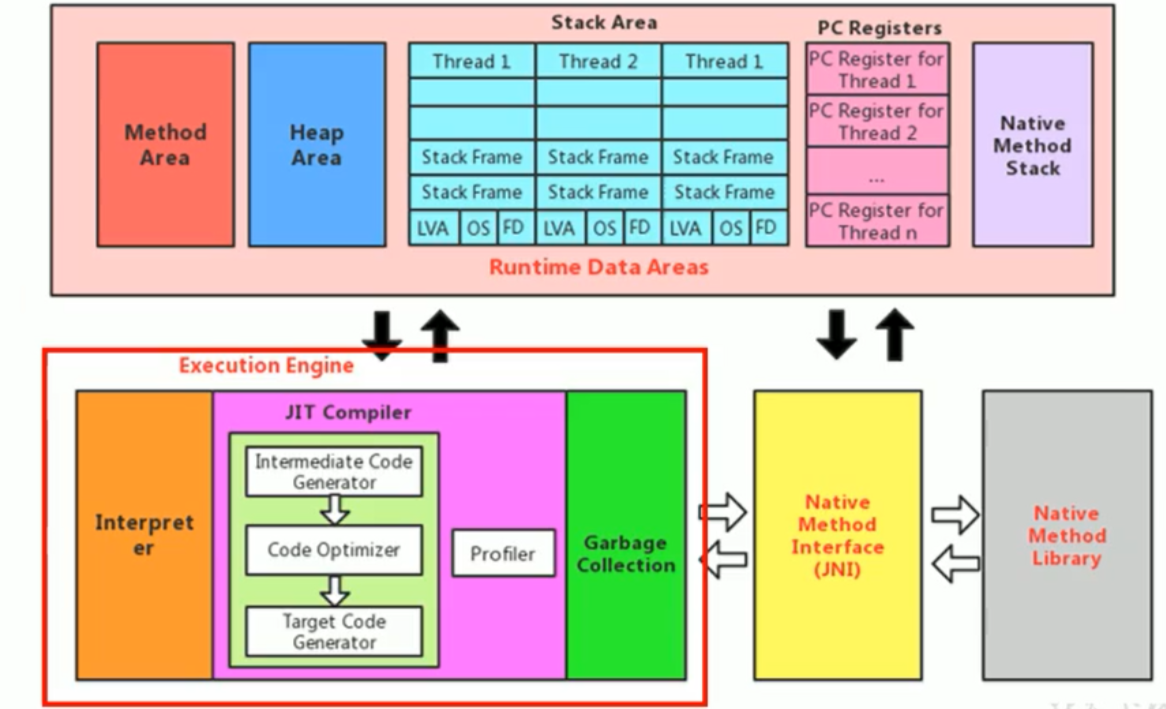 Stack Area
PC Registers
Method
Area
Heap
Area
Thread 1
Thread 2
Thread 1
Stack Frame
Stack Frame
Stack Frame
Stack Frame
Stack Frame
Stack Frame
LVA
OS
FD
LVA
OS
FD
LVA
OS
FD
PC Register for
Thread 1
PC Register for
Thread 2
...
PC Register for
Thread n
Native
Method
Stack
Runtime Data Areas
Execution Engine
Interpret
er
JIT Compiler
Intermediate Code
Generator
Code Optimizer
Target Code
Generator
Profiler
Garbage
Collection
Native
Method
Interface
(JNI)
Native
Method
Library